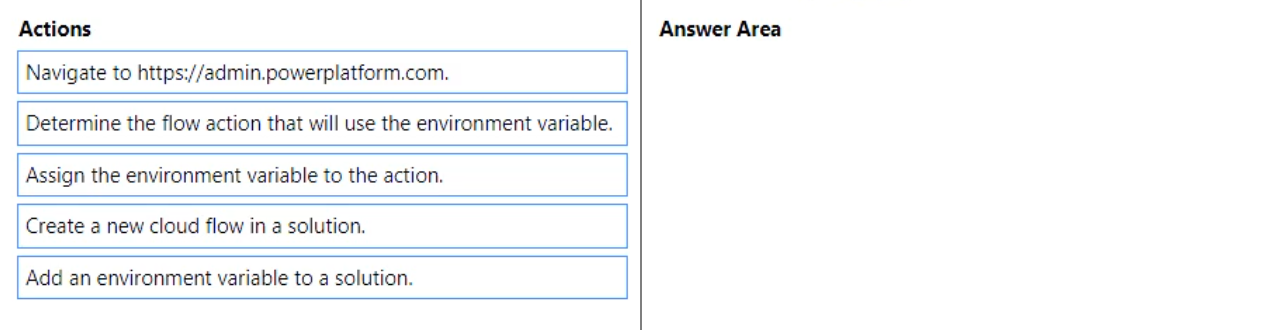 Actions
Answer Area
Navigate to https://admin.powerplatform.com.
Determine the flow action that will use the environment variable.
Assign the environment variable to the action.
Create a new cloud flow in a solution.
Add an environment variable to a solution.